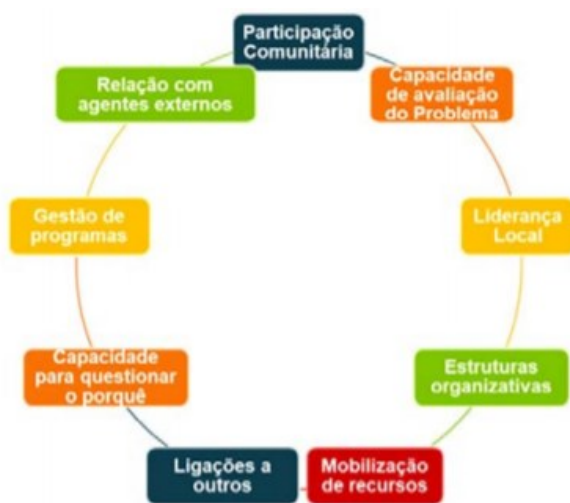 Participação
Comunitária
Capacidade
de avaliação
do Problema
Liderança
Local
Estruturas
organizativas
Mobilização
de recursos
Ligações a
outros
Capacidade
para questionar
o porquê
Gestão de
programas
Relação com
agentes externos